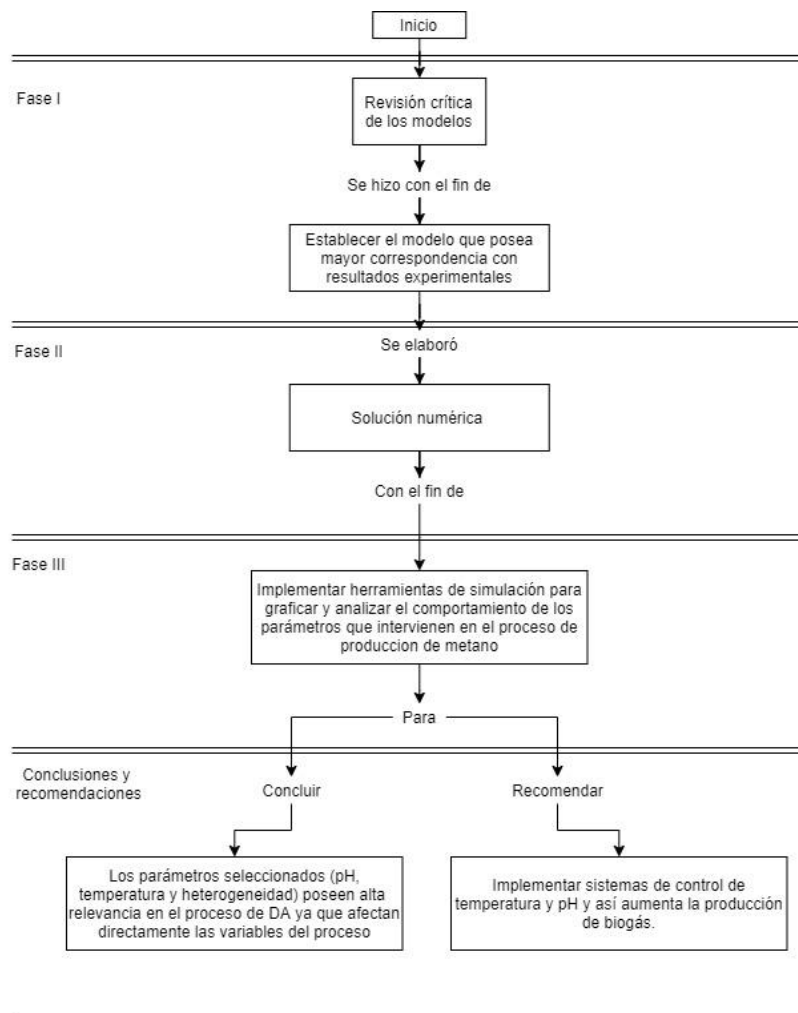 Inicio
Fase I
Revisión crítica
de los modelos
Se hizo con el fin de
Establecer el modelo que posea
mayor correspondencia con
resultados experimentales
Fase II
Se elaboró
Solución numérica
Con el fin de
Fase III
Implementar herramientas de simulación para
graficar y analizar el comportamiento de los
parámetros que intervienen en el proceso de
produccion de metano
Para
Conclusiones y
recomendaciones
Concluir
Recomendar
Los parámetros seleccionados (pH,
temperatura y heterogeneidad) poseen alta
relevancia en el proceso de DA ya que afectan
directamente las variables del proceso
Implementar sistemas de control de
temperatura y pH y así aumenta la producción
de biogás.